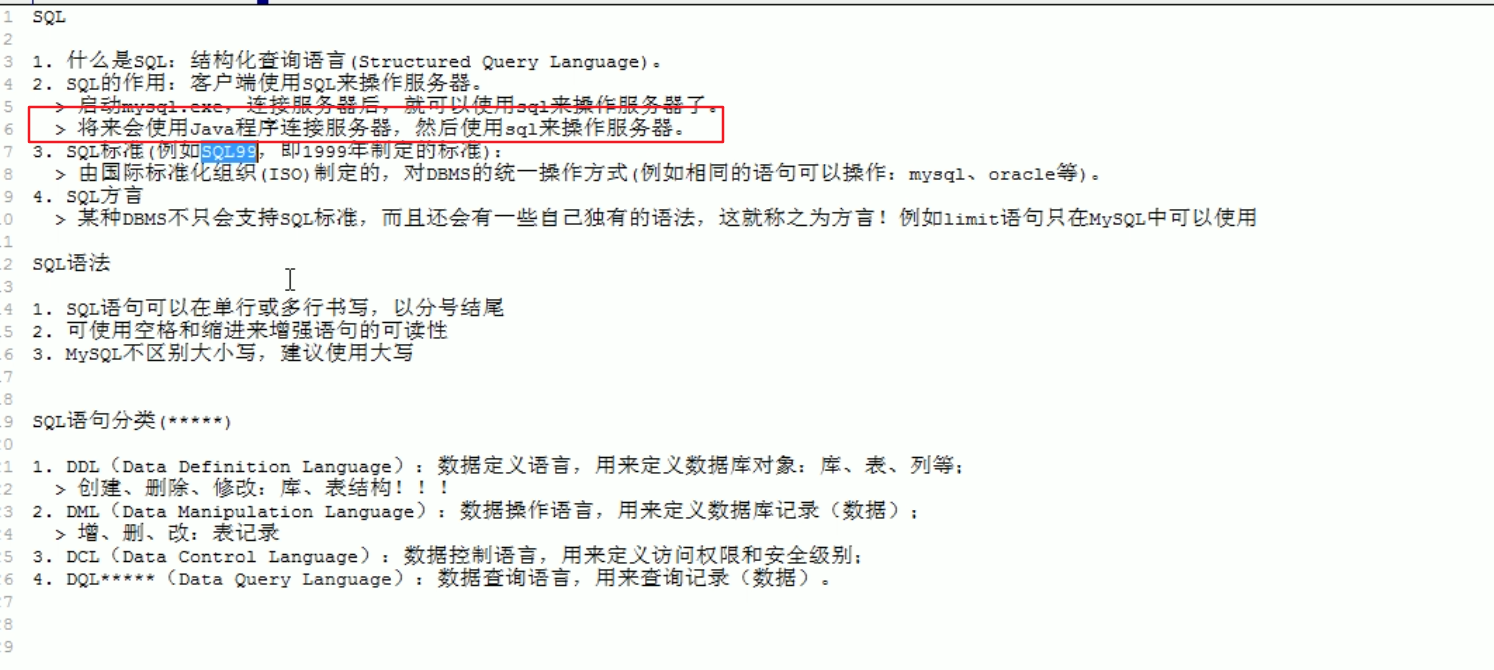 1 SQL
2
3 1. 什么是SQL：结构化查询语言(Structured Query Language)。
4 2. SQL的作用：客户端使用SQL来操作服务器。
5   > 启动mysql.exe，连接服务器后，就可以使用sql来操作服务器了。
6   > 将来会使用Java程序连接服务器，然后使用sql来操作服务器。
7 3. SQL标准(例如SQL99，即1999年制定的标准)：
8   > 由国际标准化组织(ISO)制定的，对DBMS的统一操作方式(例如相同的语句可以操作：mysql、oracle等)。
9 4. SQL方言
10   > 某种DBMS不只会支持SQL标准，而且还会有一些自己独有的语法，这就称之为方言！例如limit语句只在MySQL中可以使用
11
12 SQL语法
13
14 1. SQL语句可以在单行或多行书写，以分号结尾
15 2. 可使用空格和缩进来增强语句的可读性
16 3. MySQL不区别大小写，建议使用大写
17
18
19 SQL语句分类(*****)
20
21 1. DDL（Data Definition Language）：数据定义语言，用来定义数据库对象：库、表、列等；
22   > 创建、删除、修改：库、表结构！！！
23 2. DML（Data Manipulation Language）：数据操作语言，用来定义数据库记录（数据）；
24   > 增、删、改：表记录
25 3. DCL（Data Control Language）：数据控制语言，用来定义访问权限和安全级别；
26 4. DQL*****（Data Query Language）：数据查询语言，用来查询记录（数据）。
27
28
29